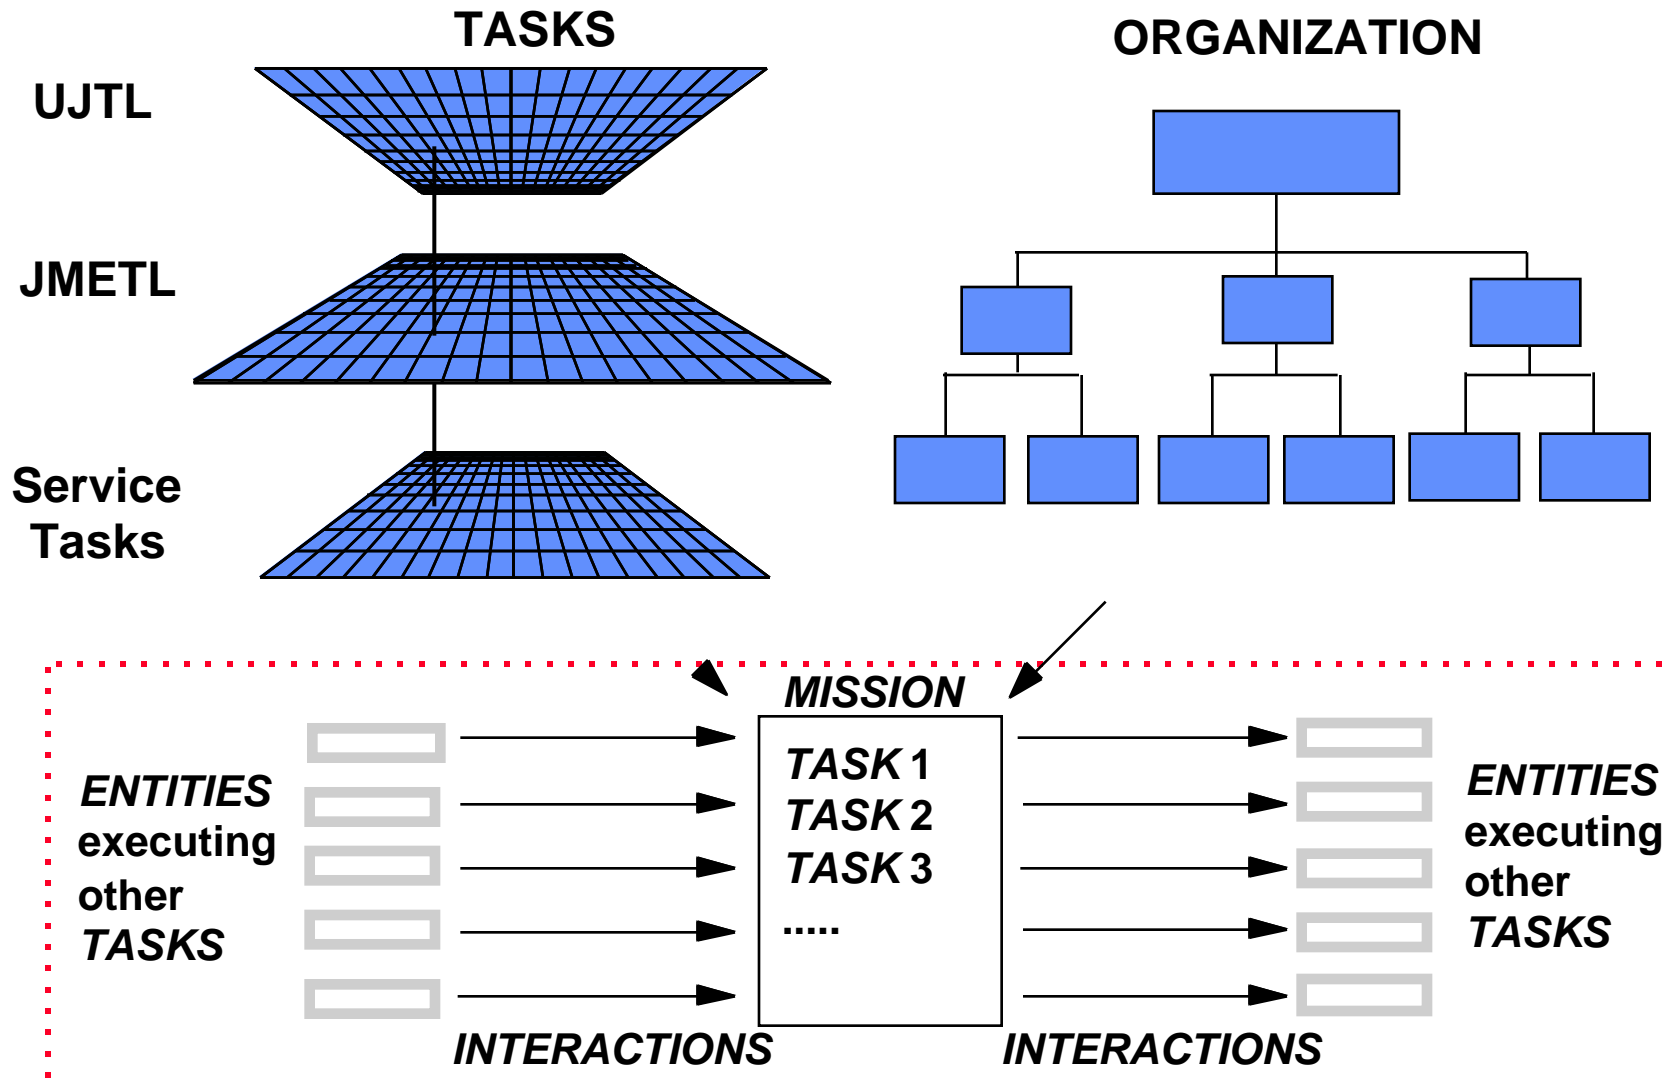 TASKS
ORGANIZATION
UJTL
JMETL
Service
Tasks
MISSION
TASK 1
TASK 2
TASK 3
.....
ENTITIES
executing
other
TASKS
ENTITIES
executing
other
TASKS
INTERACTIONS
INTERACTIONS